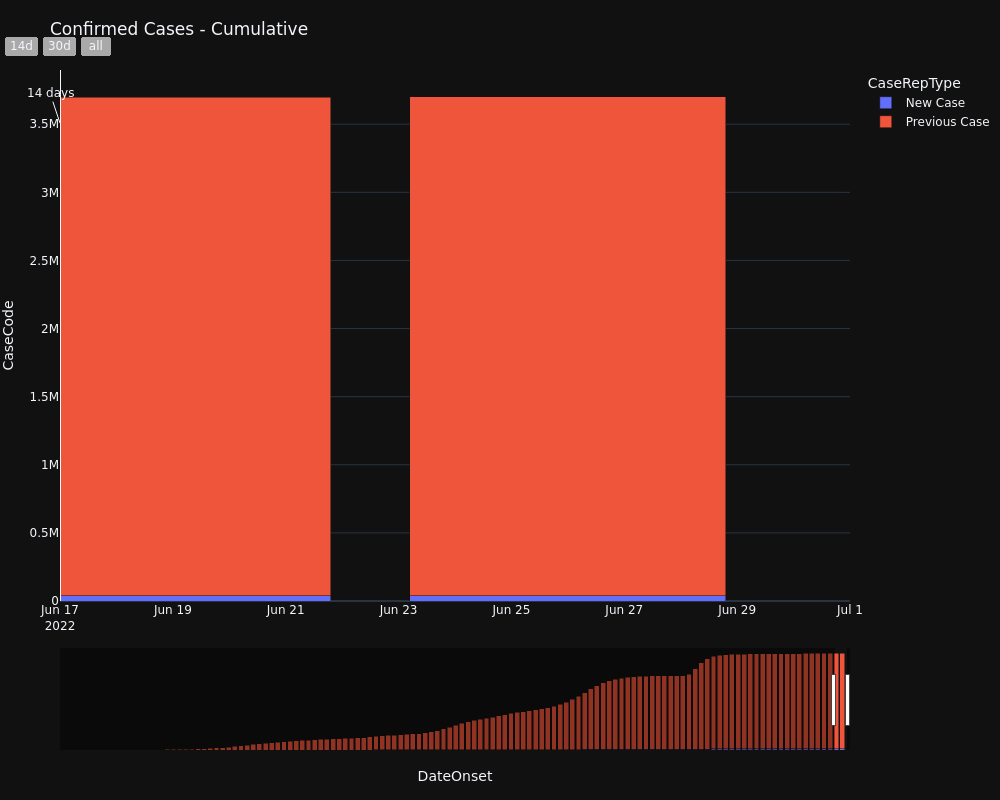 Confirmed Cases - Cumulative
14d 30d all
14 days
CaseRepType
New Case
Previous Case
3.5M
3M
2.5M
2M
1.5M
1M
0.5M
0
CaseCode
Jun 17 Jun 19 Jun 21 Jun 23 Jun 25 Jun 27 Jun 29 Jul 1
2022
DateOnset